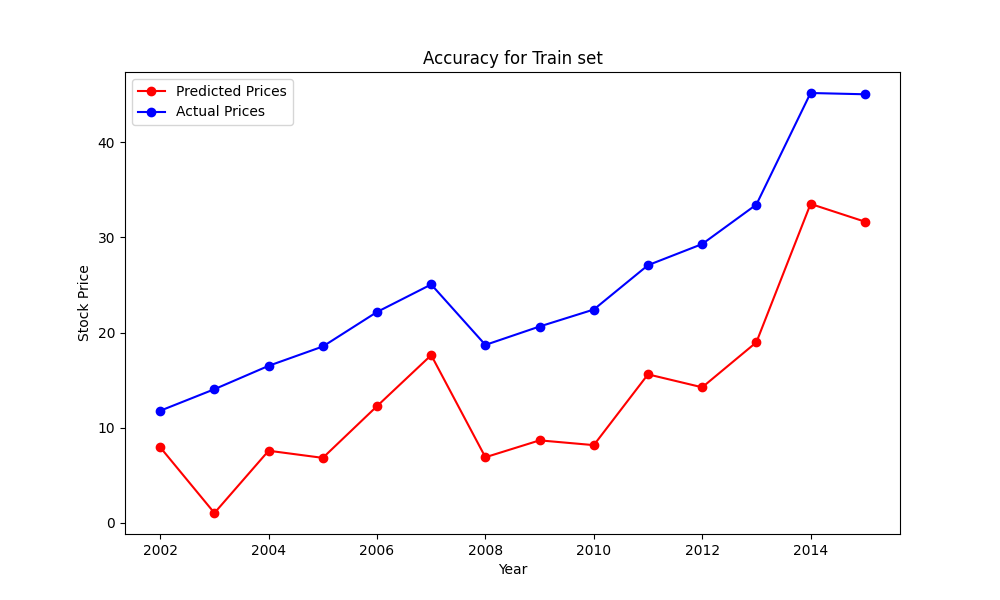 Accuracy for Train set
Predicted Prices
Actual Prices
Stock Price
40
30
20
10
0
2002 2004 2006 2008 2010 2012 2014
Year